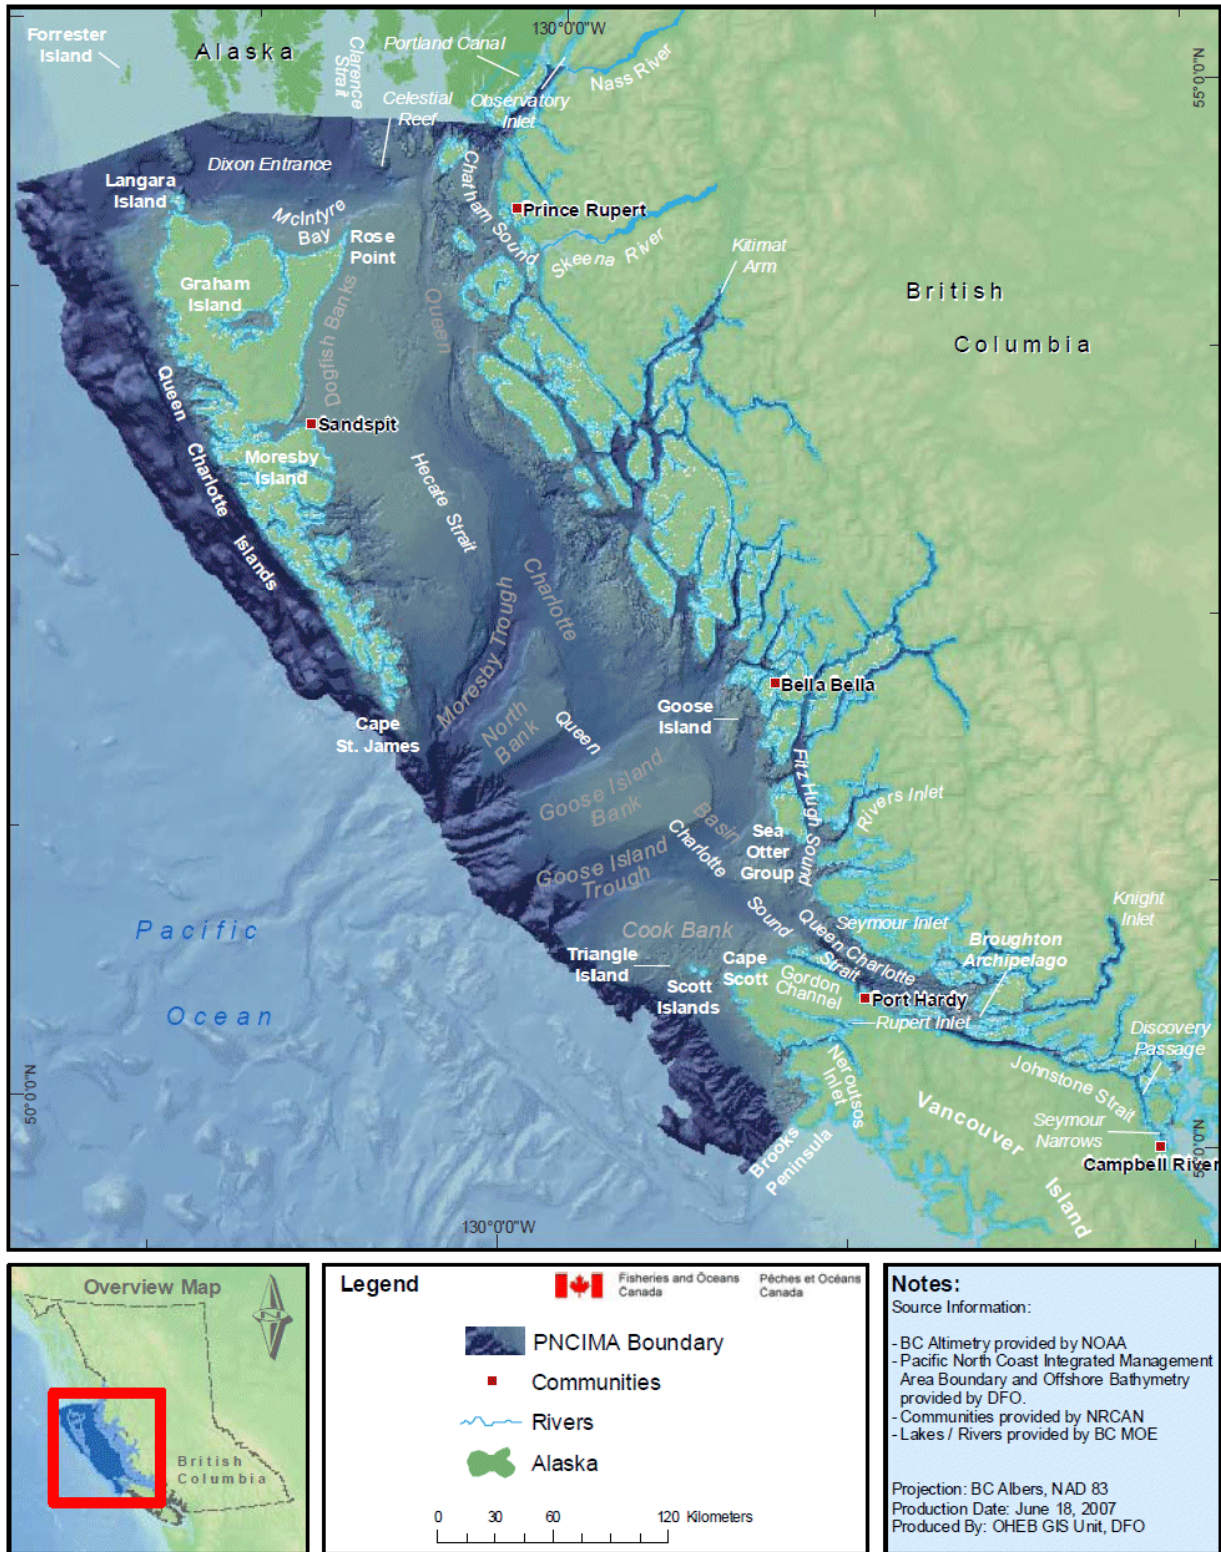 130°0'0"W
Forrester
Island
Alaska
Clarence
Strait
Portland Canal
Celestial
Reef
Observatory
Inlet
Nass River
55°0'0"N
Dixon Entrance
Langara
Island
McIntyre
Bay
Rose
Point
Chatham Sound
Prince Rupert
Skeena River
Kitimat
Arm
Graham
Island
Dogfish Banks
Queen
British
Columbia
Queen
Charlotte
Islands
Sandspit
Moresby
Island
Hecate Strait
Charlotte
Moresby Trough
North
Bank
Queen
Cape
St. James
Goose
Island
Bella Bella
Fitz Hugh Sound
Rivers Inlet
Goose Island
Bank
Basin
Charlotte
Sea
Otter
Group
Goose Island
Trough
Sound
Queen Charlotte
Strait
Seymour Inlet
Knight
Inlet
Broughton
Archipelago
Pacific
Ocean
Cook Bank
Triangle
Island
Cape
Scott
Scott
Islands
Gordon
Channel
Port Hardy
Rupert Inlet
Discovery
Passage
Neroutsos
Inlet
Johnstone Strait
Vancouver
Island
Seymour
Narrows
Campbell River
Brooks
Peninsula
50°0'0"N
50°0'0"N
130°0'0"W
Overview Map
British
Columbia
Legend
Fisheries and Oceans
Canada
Pêches et Océans
Canada
PNCIMA Boundary
Communities
Rivers
Alaska
0 30 60 120 Kilometers
Notes:
Source Information:
- BC Altimetry provided by NOAA
- Pacific North Coast Integrated Management
Area Boundary and Offshore Bathymetry
provided by DFO.
- Communities provided by NRCAN
- Lakes / Rivers provided by BC MOE
Projection: BC Albers, NAD 83
Production Date: June 18, 2007
Produced By: OHEB GIS Unit, DFO